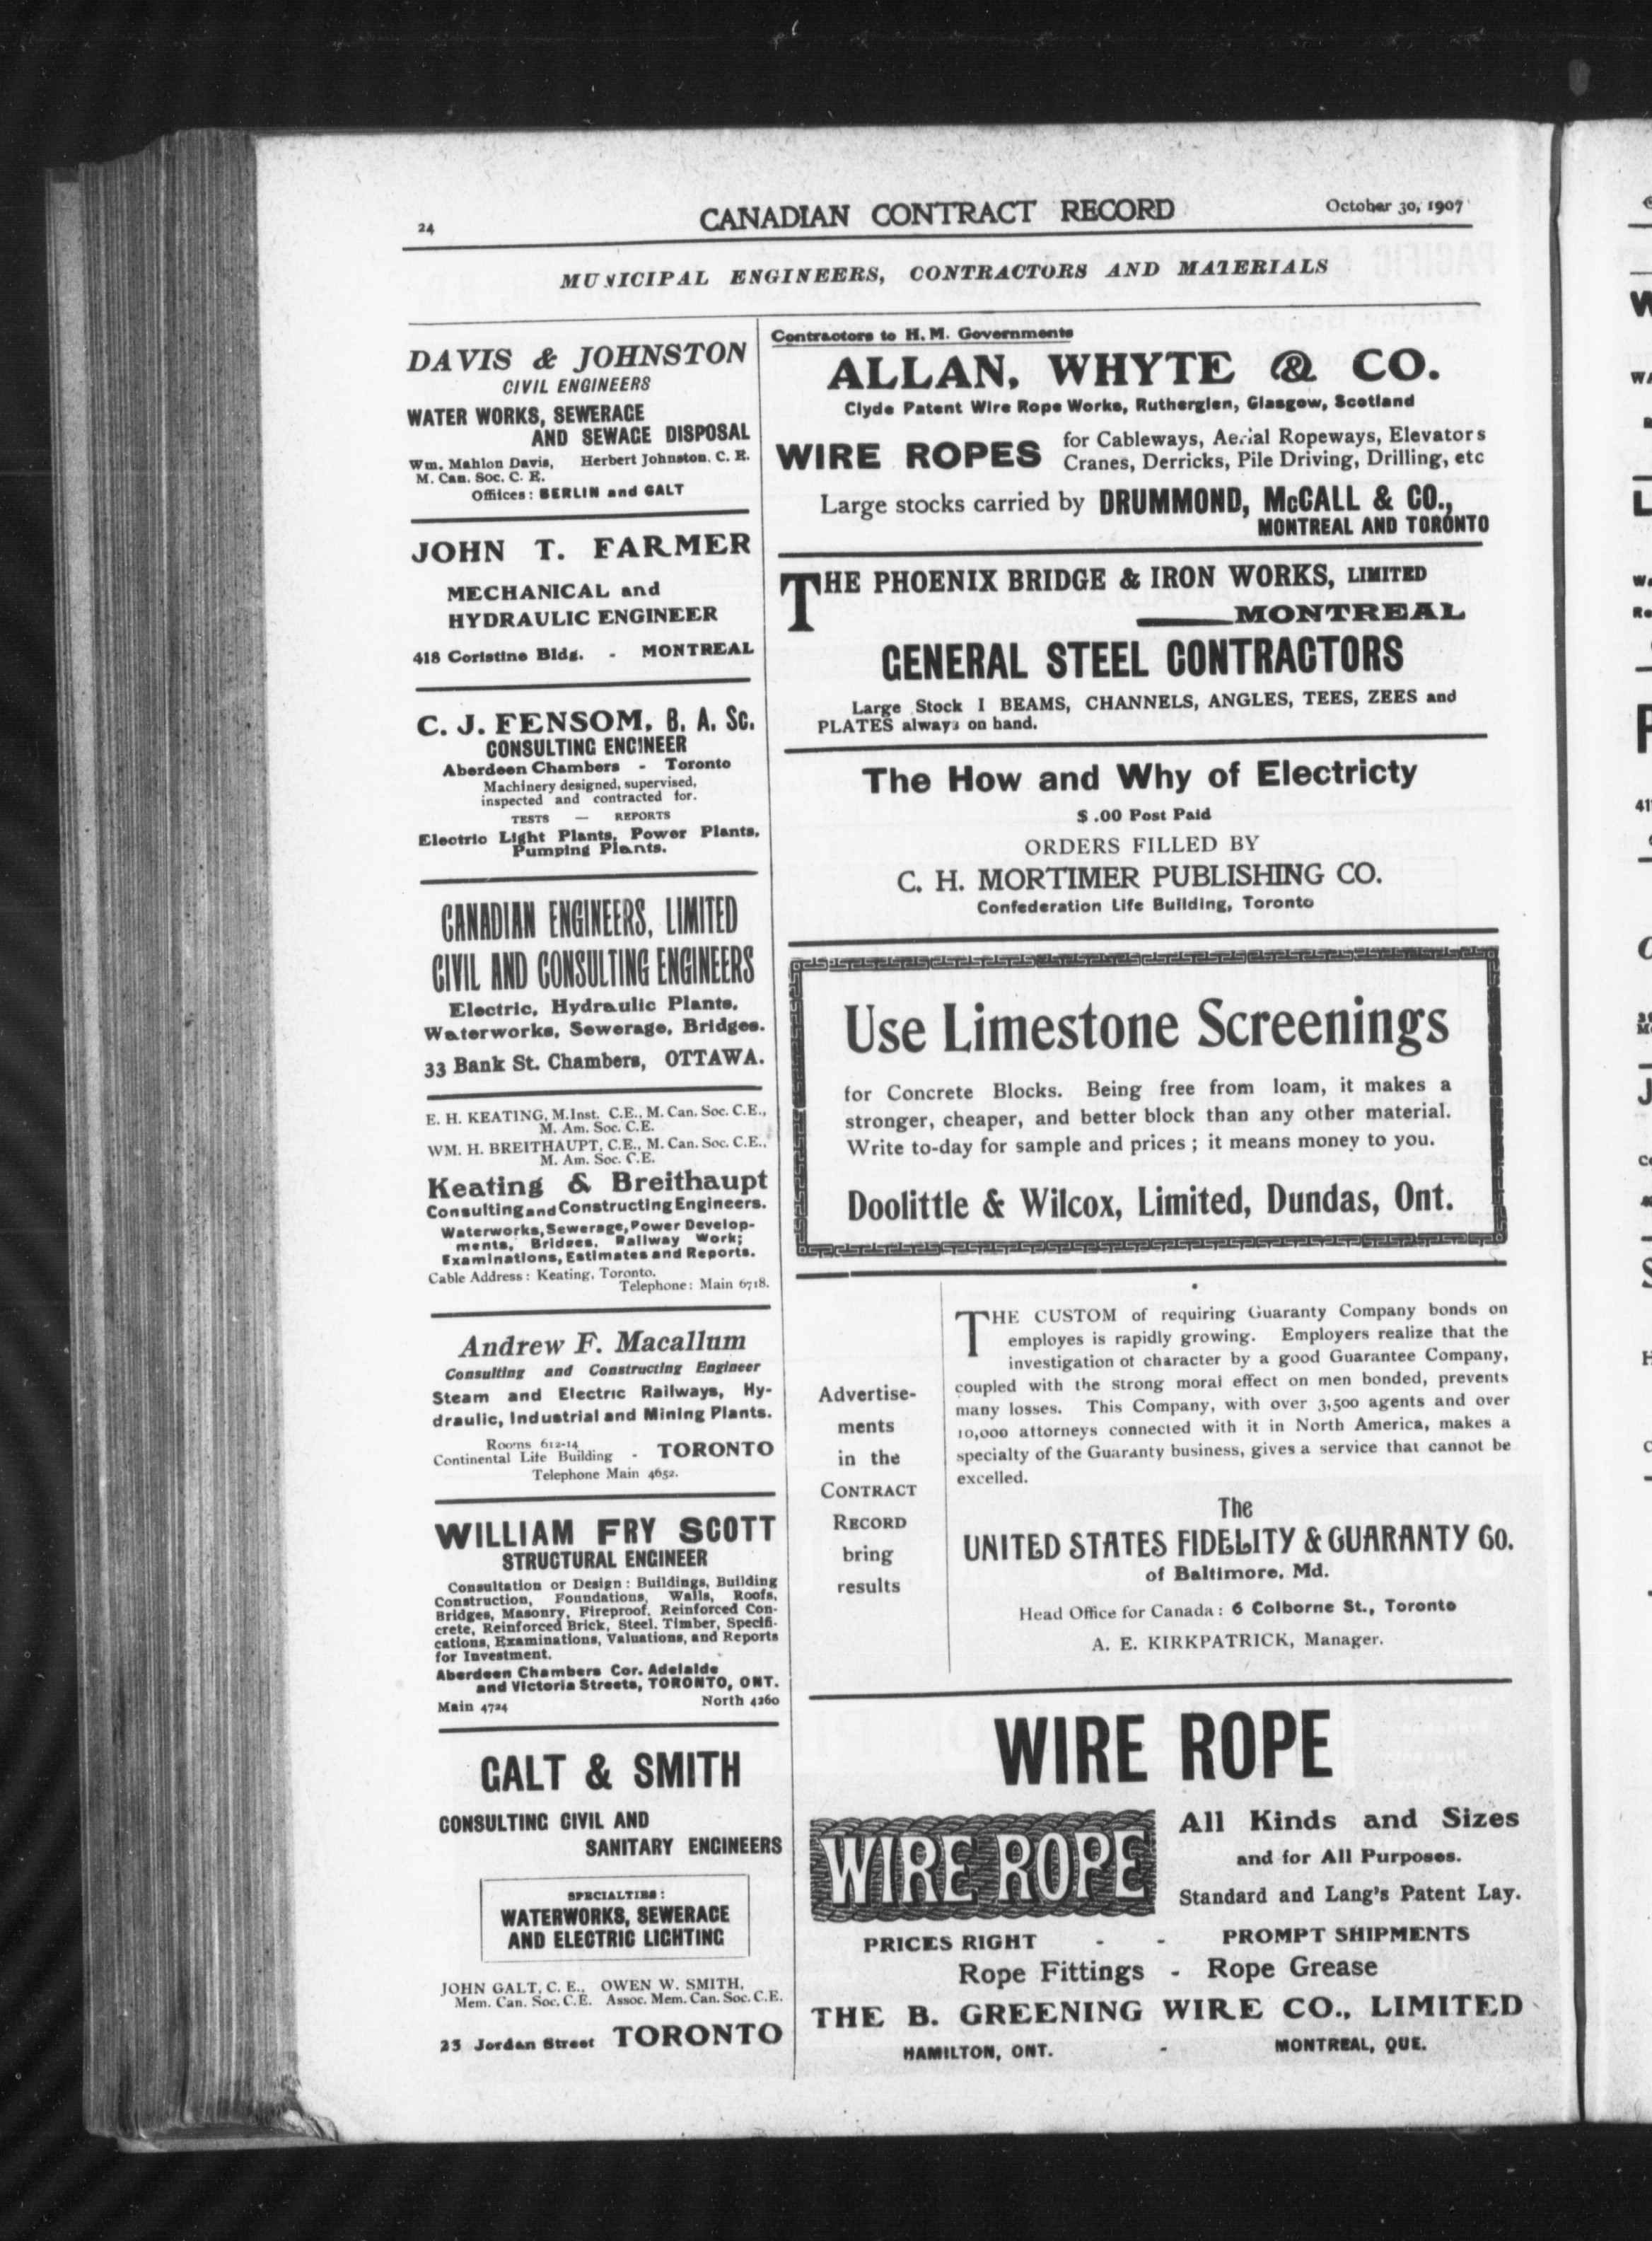 24
CANADIAN CONTRACT RECORD
October 30, 1907
MUNICIPAL ENGINEERS, CONTRACTORS AND MATERIALS
DAVIS & JOHNSTON
CIVIL ENGINEERS
WATER WORKS, SEWERAGE
AND SEWAGE DISPOSAL
Wm. Mahlon Davis, Herbert Johnston, C. E.
M. Can. Soc. C. E.
Offiices: BERLIN and GALT
JOHN T. FARMER
MECHANICAL and
HYDRAULIC ENGINEER
418 Coristine Bldg. - MONTREAL
C. J. FENSOM, B. A. Sc.
CONSULTING ENGINEER
Aberdeen Chambers - Toronto
Machinery designed, supervised,
inspected and contracted for.
TESTS — REPORTS
Electric Light Plants, Power Plants,
Pumping Plants.
CANADIAN ENGINEERS, LIMITED
CIVIL AND CONSULTING ENGINEERS
Electric, Hydraulic Plants,
Waterworks, Sewerage, Bridges.
33 Bank St. Chambers, OTTAWA.
E. H. KEATING, M.Inst. C.E., M. Can. Soc. C.E.,
M. Am. Soc. C.E.
WM. H. BREITHAUPT, C.E., M. Can. Soc. C.E.,
M. Am. Soc. C.E.
Keating & Breithaupt
Consulting and Constructing Engineers.
Waterworks, Sewerage, Power Develop-
ments, Bridges, Railway Work;
Examinations, Estimates and Reports.
Cable Address: Keating, Toronto.
Telephone: Main 6718.
Andrew F. Macallum
Consulting and Constructing Engineer
Steam and Electric Railways, Hy-
draulic, Industrial and Mining Plants.
Rooms 612-14
Continental Life Building - TORONTO
Telephone Main 4652.
WILLIAM FRY SCOTT
STRUCTURAL ENGINEER
Consultation or Design: Buildings, Building
Construction, Foundations, Walls, Roofs,
Bridges, Masonry, Fireproof, Reinforced Con-
crete, Reinforced Brick, Steel, Timber, Specifi-
cations, Examinations, Valuations, and Reports
for Investment.
Aberdeen Chambers Cor. Adelaide
and Victoria Streets, TORONTO, ONT.
Main 4724 North 4260
GALT & SMITH
CONSULTING CIVIL AND
SANITARY ENGINEERS
SPECIALTIES:
WATERWORKS, SEWERAGE
AND ELECTRIC LIGHTING
JOHN GALT, C. E., OWEN W. SMITH,
Mem. Can. Soc. C.E. Assoc. Mem. Can. Soc. C.E.
25 Jordan Street TORONTO
Contractors to H. M. Governments
ALLAN, WHYTE & CO.
Clyde Patent Wire Rope Works, Rutherglen, Glasgow, Scotland
WIRE ROPES for Cableways, Aerial Ropeways, Elevators
Cranes, Derricks, Pile Driving, Drilling, etc
Large stocks carried by DRUMMOND, McCALL & CO.,
MONTREAL AND TORONTO
THE PHOENIX BRIDGE & IRON WORKS, LIMITED
MONTREAL
GENERAL STEEL CONTRACTORS
Large Stock I BEAMS, CHANNELS, ANGLES, TEES, ZEES and
PLATES always on hand.
The How and Why of Electricty
$ .00 Post Paid
ORDERS FILLED BY
C. H. MORTIMER PUBLISHING CO.
Confederation Life Building, Toronto
Use Limestone Screenings
for Concrete Blocks. Being free from loam, it makes a
stronger, cheaper, and better block than any other material.
Write to-day for sample and prices; it means money to you.
Doolittle & Wilcox, Limited, Dundas, Ont.
Advertise-
ments
in the
CONTRACT
RECORD
bring
results
THE CUSTOM of requiring Guaranty Company bonds on
employes is rapidly growing. Employers realize that the
investigation of character by a good Guarantee Company,
coupled with the strong moral effect on men bonded, prevents
many losses. This Company, with over 3,500 agents and over
10,000 attorneys connected with it in North America, makes a
specialty of the Guaranty business, gives a service that cannot be
excelled.
The
UNITED STATES FIDELITY & GUARANTY CO.
of Baltimore, Md.
Head Office for Canada: 6 Colborne St., Toronto
A. E. KIRKPATRICK, Manager.
WIRE ROPE
WIRE ROPE
All Kinds and Sizes
and for All Purposes.
Standard and Lang's Patent Lay.
PRICES RIGHT - - PROMPT SHIPMENTS
Rope Fittings - Rope Grease
THE B. GREENING WIRE CO., LIMITED
HAMILTON, ONT. - MONTREAL, QUE.